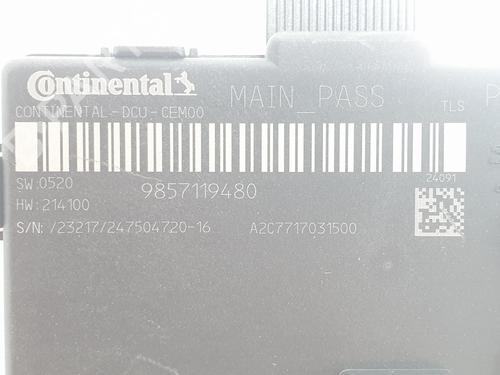 Continental MAIN_PASS
CONTINENTAL-DCU-CEM00 TLS P
SW:0520 9857119480 24091
HW:214100
S/N: /23217/247504720-16 A2C7717031500